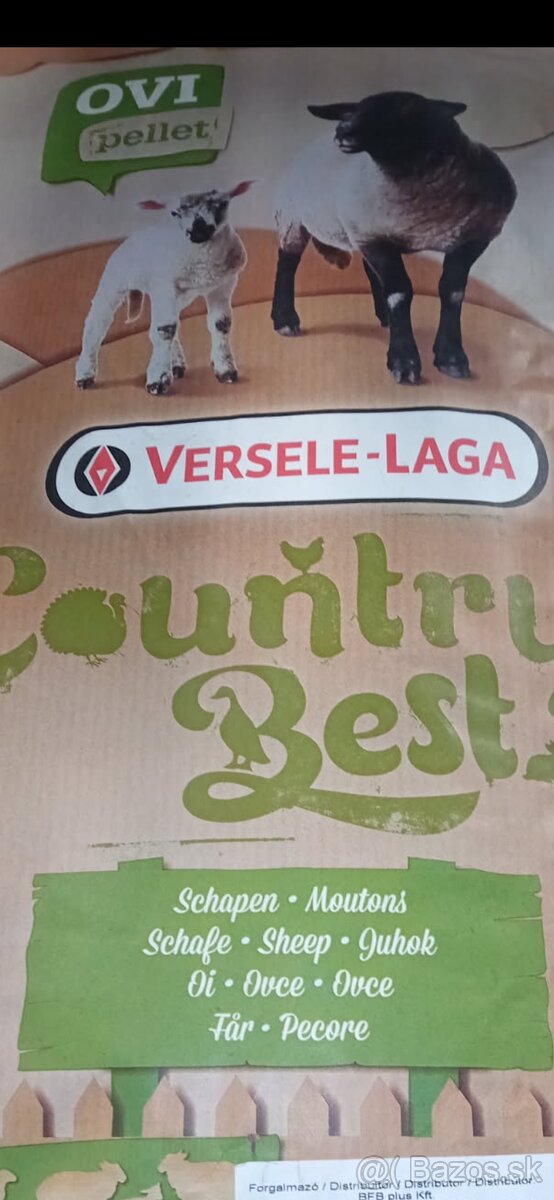 OVI
pellet
VERSELE-LAGA
Country
Best
Schapen • Moutons
Schafe • Sheep • Juhok
Oi • Ovce • Ovce
Får • Pecore
Forgalmazó / Distribuitor / Distributor / Distributor
BFB plus Kft
@( Bazos.sk